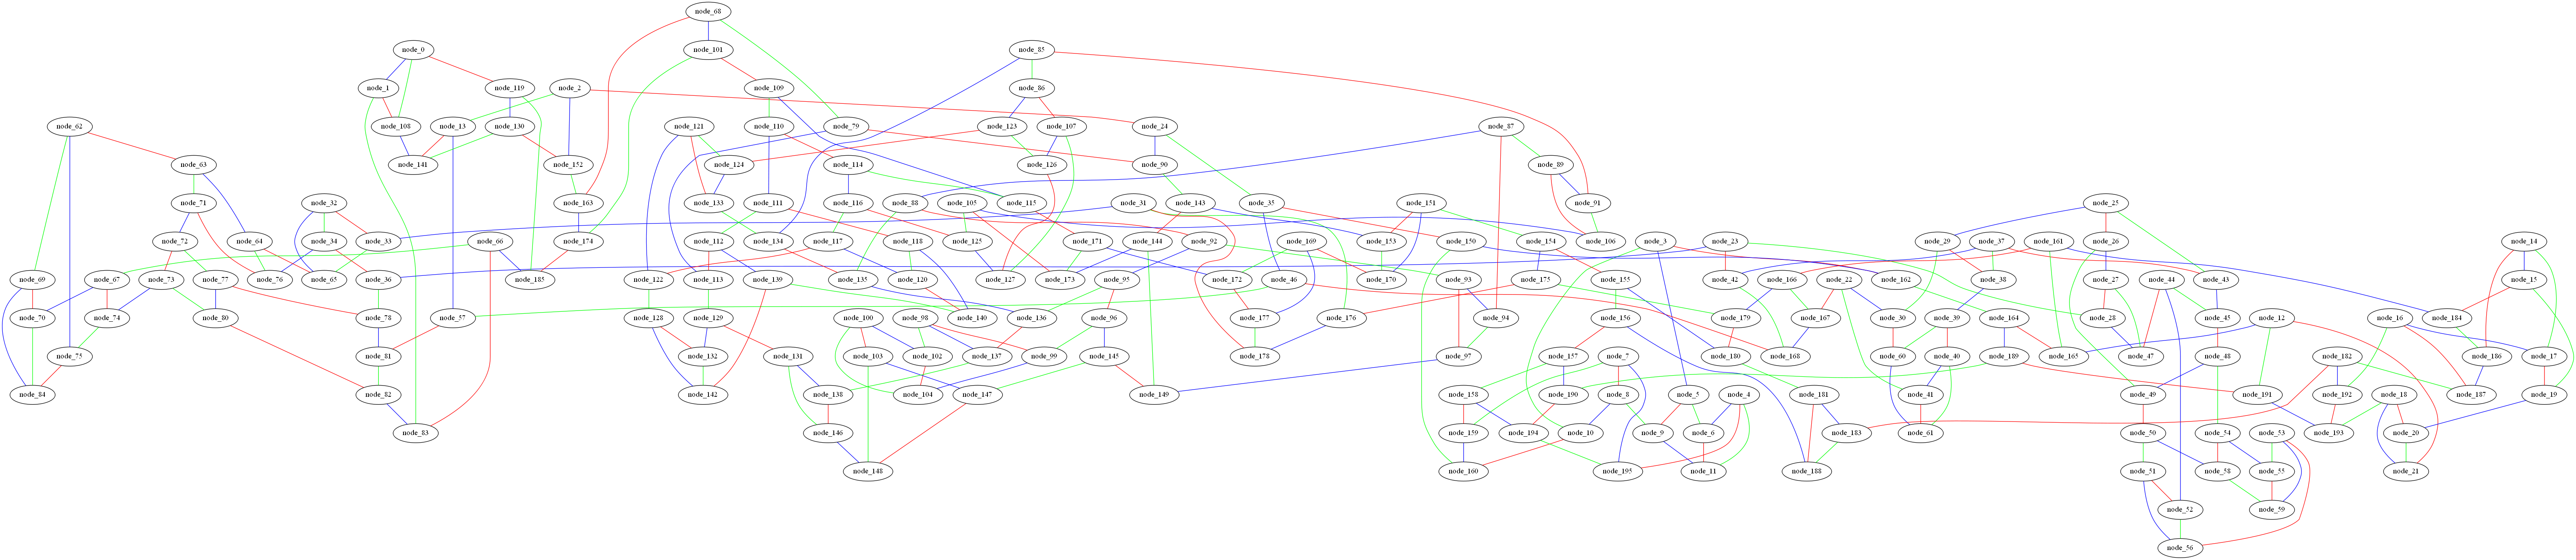 node_68
node_0 node_101 node_85
node_1 node_119 node_2 node_109 node_86
node_62 node_108 node_13 node_130 node_121 node_110 node_79 node_123 node_107 node_24 node_87
node_63 node_141 node_152 node_124 node_114 node_126 node_90 node_89
node_71 node_32 node_163 node_133 node_111 node_116 node_88 node_105 node_115 node_31 node_143 node_35 node_151 node_91 node_25
node_72 node_64 node_34 node_33 node_66 node_174 node_112 node_134 node_117 node_118 node_125 node_171 node_144 node_92 node_169 node_153 node_150 node_154 node_106 node_3 node_23 node_29 node_37 node_161 node_26 node_14
node_69 node_67 node_73 node_77 node_76 node_65 node_36 node_185 node_122 node_113 node_139 node_135 node_120 node_127 node_173 node_95 node_172 node_46 node_170 node_93 node_175 node_155 node_162 node_42 node_166 node_22 node_38 node_27 node_44 node_43 node_15
node_70 node_74 node_80 node_78 node_57 node_128 node_129 node_100 node_98 node_140 node_136 node_96 node_177 node_176 node_94 node_156 node_179 node_167 node_30 node_39 node_164 node_28 node_45 node_12 node_16 node_184
node_75 node_81 node_132 node_131 node_103 node_102 node_137 node_99 node_145 node_178 node_97 node_157 node_7 node_180 node_168 node_60 node_40 node_189 node_165 node_47 node_48 node_182 node_186 node_17
node_84 node_82 node_142 node_138 node_104 node_147 node_149 node_158 node_190 node_8 node_5 node_4 node_181 node_41 node_49 node_191 node_192 node_18 node_187 node_19
node_83 node_146 node_159 node_194 node_10 node_9 node_6 node_183 node_61 node_50 node_54 node_53 node_193 node_20
node_148 node_160 node_195 node_11 node_188 node_51 node_58 node_55 node_21
node_52 node_59
node_56